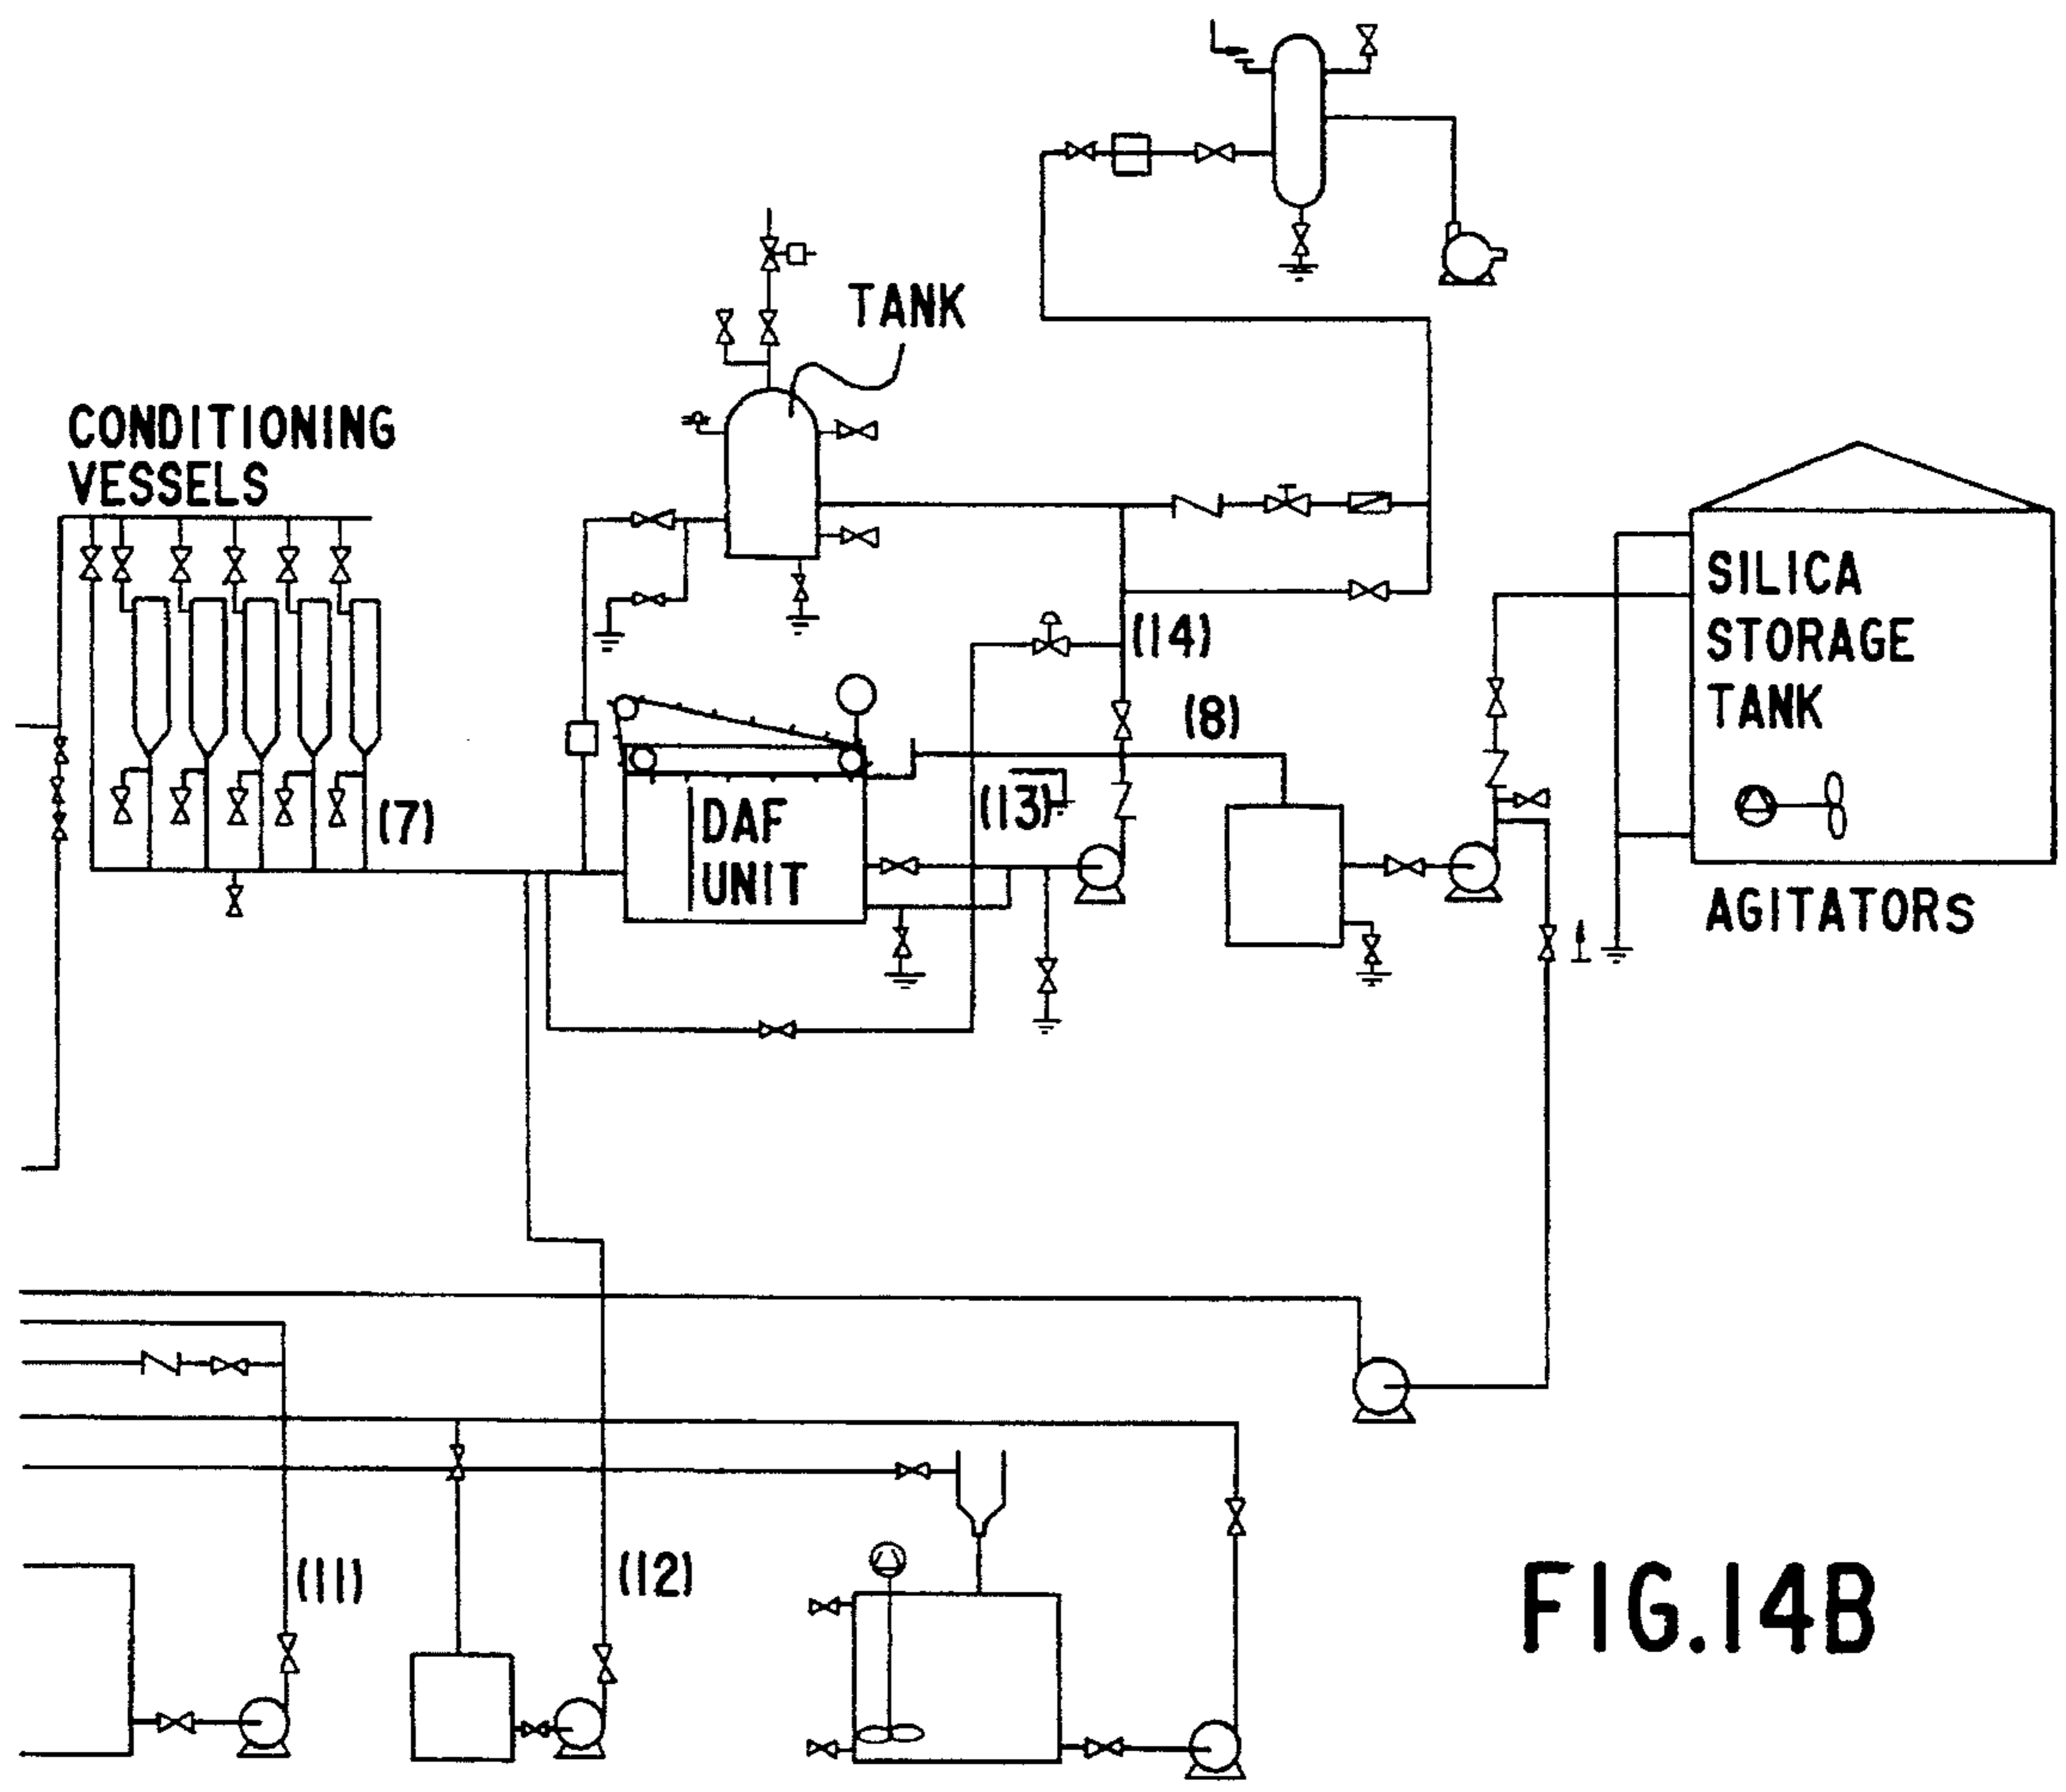 TANK
CONDITIONING
VESSELS
SILICA
STORAGE
TANK
(14)
(8)
(13)
(7)
DAF
UNIT
AGITATORS
(11)
(12)
FIG.14B